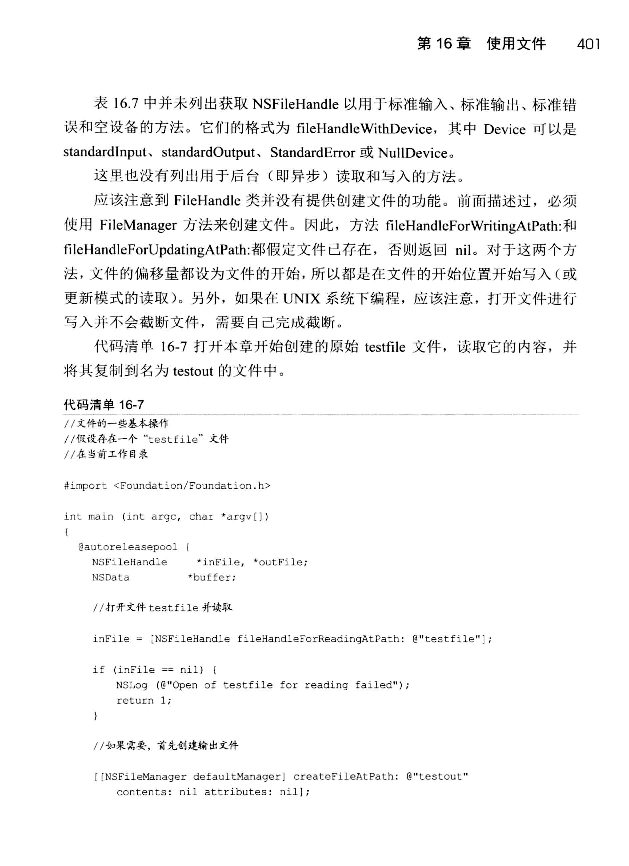 第 16 章 使用文件 401
表 16.7 中并未列出获取 NSFileHandle 以用于标准输入、标准输出、标准错
误和空设备的方法。它们的格式为 fileHandleWithDevice，其中 Device 可以是
standardInput、standardOutput、StandardError 或 NullDevice。
这里也没有列出用于后台（即异步）读取和写入的方法。
应该注意到 FileHandle 类并没有提供创建文件的功能。前面描述过，必须
使用 FileManager 方法来创建文件。因此，方法 fileHandleForWritingAtPath:和
fileHandleForUpdatingAtPath:都假定文件已存在，否则返回 nil。对于这两个方
法，文件的偏移量都设为文件的开始，所以都是在文件的开始位置开始写入（或
更新模式的读取）。另外，如果在 UNIX 系统下编程，应该注意，打开文件进行
写入并不会截断文件，需要自己完成截断。
代码清单 16-7 打开本章开始创建的原始 testfile 文件，读取它的内容，并
将其复制到名为 testout 的文件中。
代码清单 16-7
//文件的一些基本操作
//假设存在一个“testfile”文件
//在当前工作目录
#import <Foundation/Foundation.h>
int main (int argc, char *argv[])
{
@autoreleasepool {
NSFileHandle *inFile, *outFile;
NSData *buffer;
//打开文件 testfile 并读取
inFile = [NSFileHandle fileHandleForReadingAtPath: @"testfile"];
if (inFile == nil) {
NSLog (@"Open of testfile for reading failed");
return 1;
}
//如果需要，首先创建输出文件
[[NSFileManager defaultManager] createFileAtPath: @"testout"
contents: nil attributes: nil];